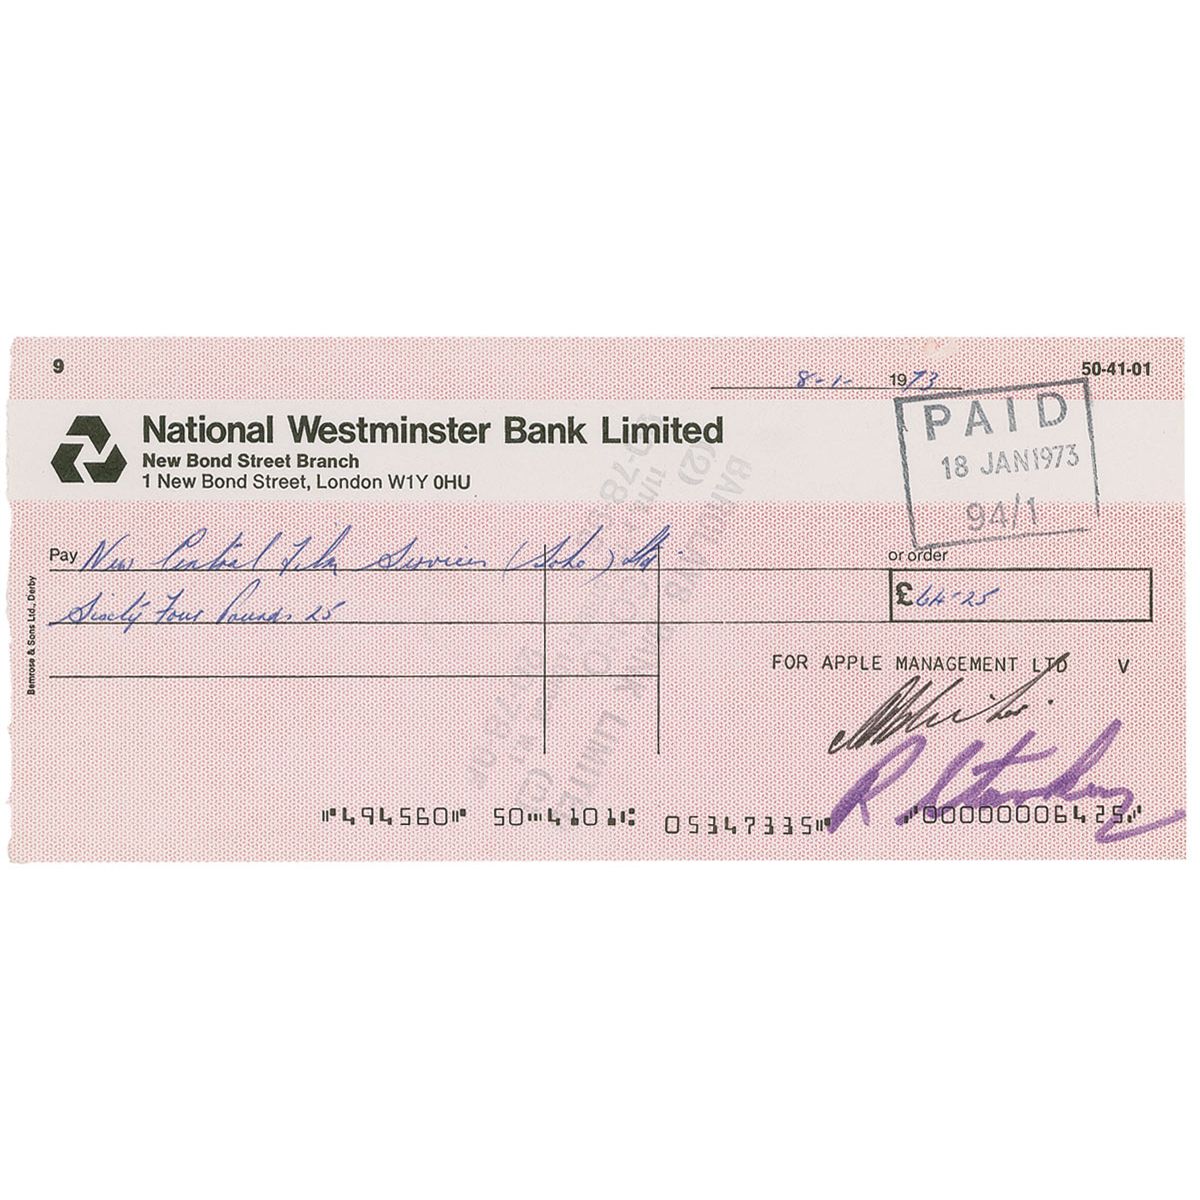 9
8-1- 1973
50-41-01
National Westminster Bank Limited
New Bond Street Branch
1 New Bond Street, London W1Y 0HU
PAID
18 JAN1973
94/1
Pay New Central Film Services (Soho) Ltd.
or order
Sixty Four Pounds 25
£64-25
Bemrose & Sons Ltd., Derby
FOR APPLE MANAGEMENT LTD V
R Starkey
⑈494560⑈ 50⑉4101⑆ 05347335⑈ ⑇0000006425⑇